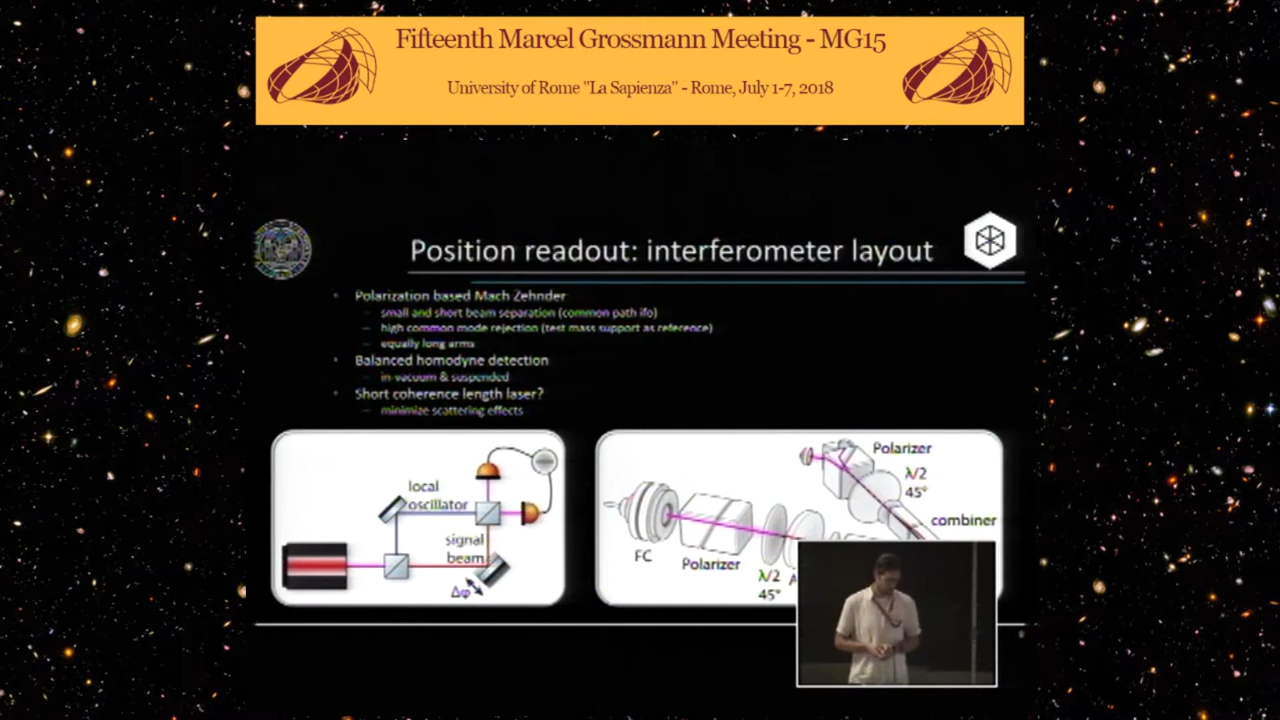 Fifteenth Marcel Grossmann Meeting - MG15
University of Rome "La Sapienza" - Rome, July 1-7, 2018
Position readout: interferometer layout
Polarization based Mach Zehnder
small and short beam separation (common path ifo)
high common mode rejection (test mass support as reference)
equally long arms
Balanced homodyne detection
in-vacuum & suspended
Short coherence length laser?
minimize scattering effects
local
oscillator
signal
beam
Δφ
Polarizer
λ/2
45°
combiner
FC
Polarizer
λ/2
45°